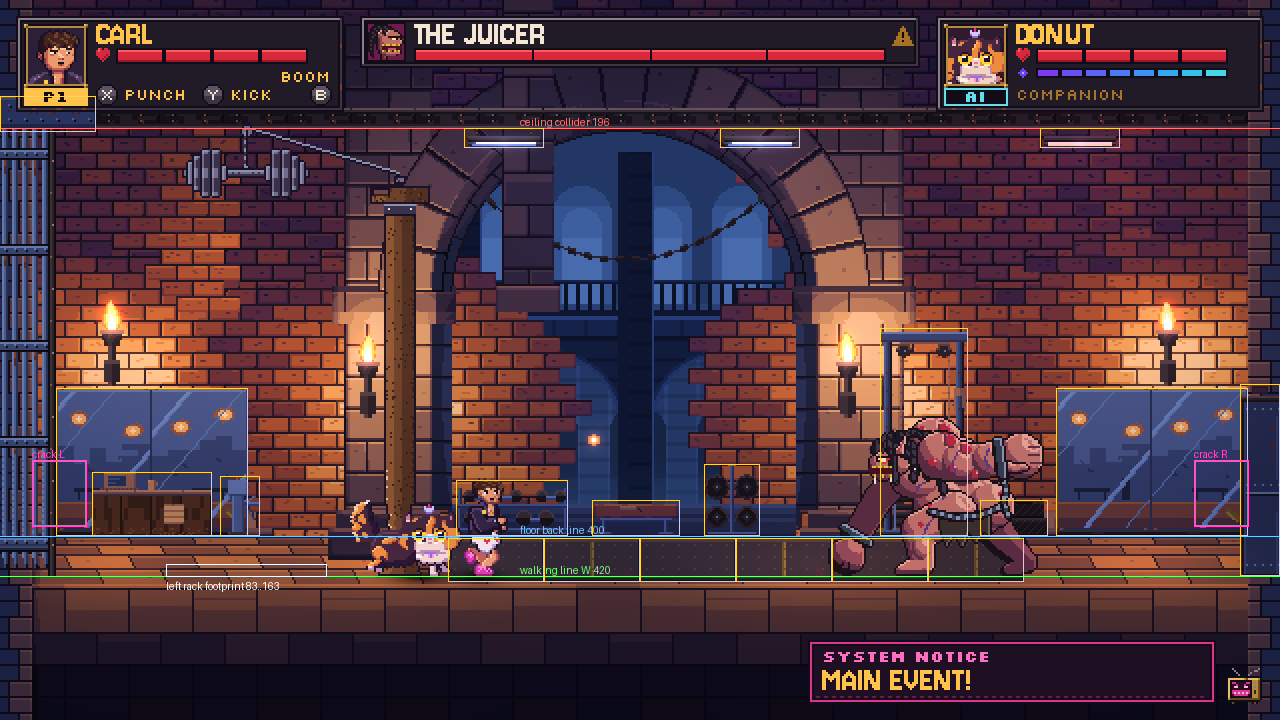 CARL
BOOM
P1
X PUNCH Y KICK B
THE JUICER
DONUT
AI COMPANION
ceiling collider 196
crack L
crack R
floor back line 400
walking line W 420
left rack footprint 83..163
SYSTEM NOTICE
MAIN EVENT!